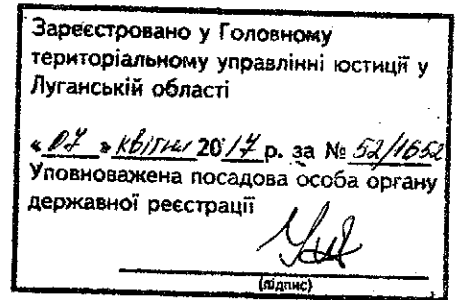 Зареєстровано у Головному
територіальному управлінні юстиції у
Луганській області
« 07 » квітня 2017 р. за № 52/1652
Уповноважена посадова особа органу
державної реєстрації
(підпис)